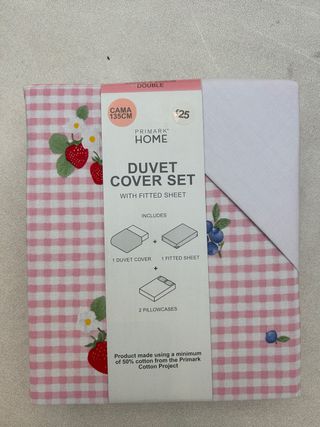 DOUBLE
CAMA
135CM
£25
PRIMARK
HOME
DUVET
COVER SET
WITH FITTED SHEET
INCLUDES
+
1 DUVET COVER
1 FITTED SHEET
+
2 PILLOWCASES
Product made using a minimum
of 50% cotton from the Primark
Cotton Project